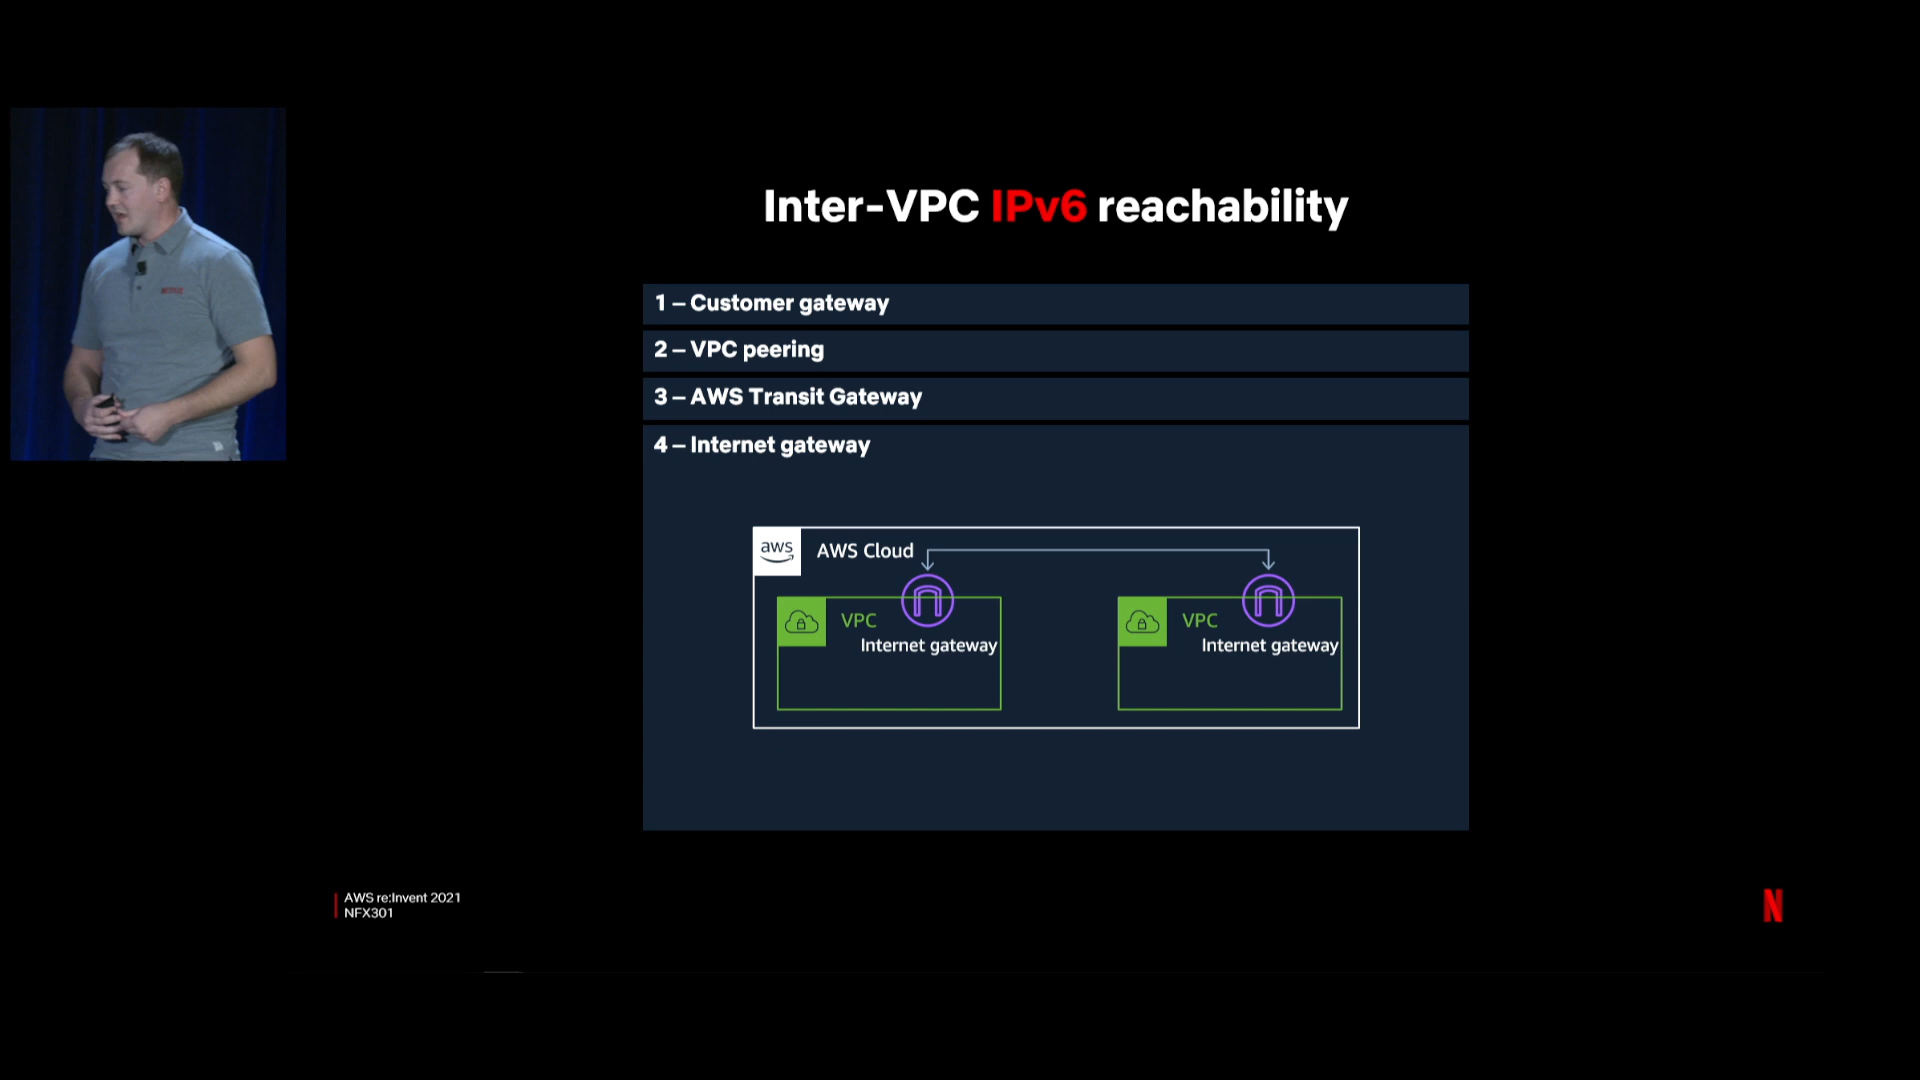 Inter-VPC IPv6 reachability
1 – Customer gateway
2 – VPC peering
3 – AWS Transit Gateway
4 – Internet gateway
aws
AWS Cloud
VPC
Internet gateway
VPC
Internet gateway
AWS re:Invent 2021
NFX301
N